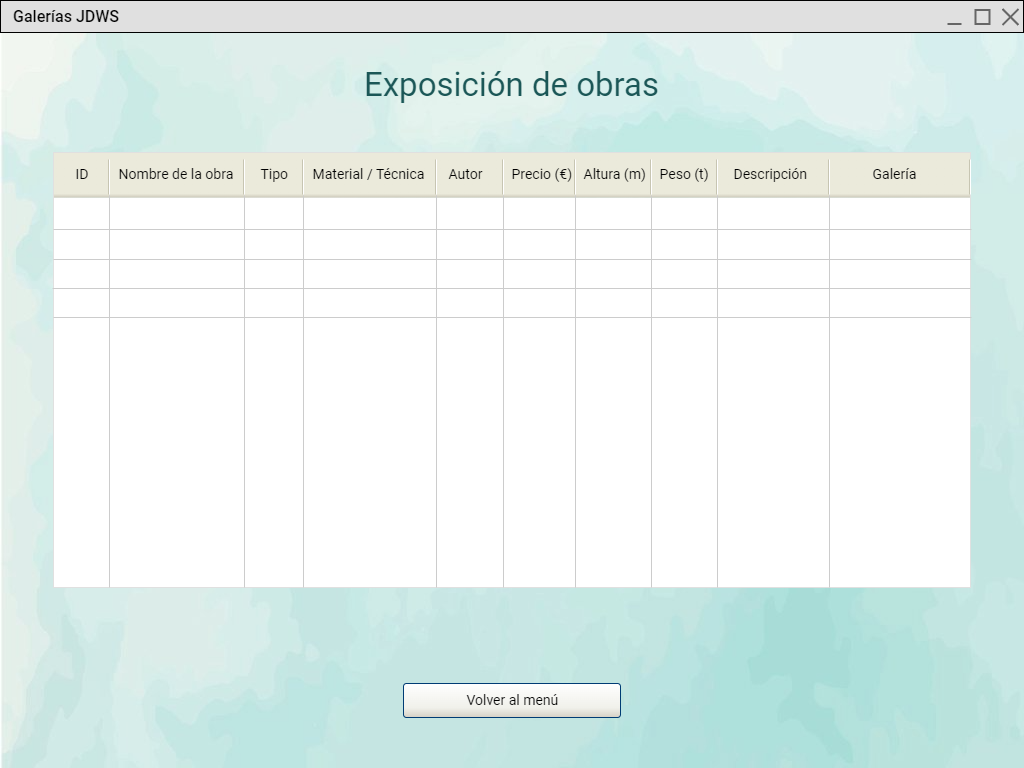 Galerías JDWS
Exposición de obras
ID Nombre de la obra Tipo Material / Técnica Autor Precio (€) Altura (m) Peso (t) Descripción Galería
Volver al menú